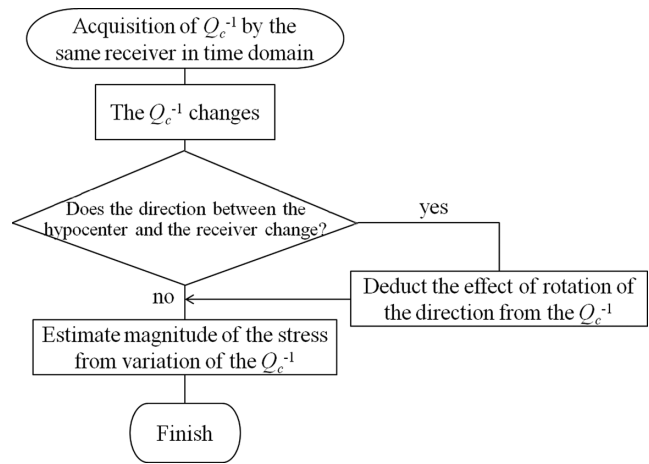 Acquisition of Qc⁻¹ by the
same receiver in time domain
The Qc⁻¹ changes
Does the direction between the
hypocenter and the receiver change?
yes
Deduct the effect of rotation of
the direction from the Qc⁻¹
no
Estimate magnitude of the stress
from variation of the Qc⁻¹
Finish